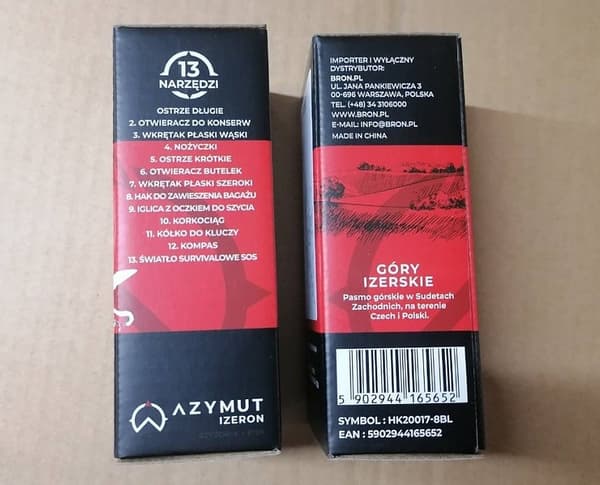 13
NARZĘDZI
OSTRZE DŁUGIE
2. OTWIERACZ DO KONSERW
3. WKRĘTAK PŁASKI WĄSKI
4. NOŻYCZKI
5. OSTRZE KRÓTKIE
6. OTWIERACZ BUTELEK
7. WKRĘTAK PŁASKI SZEROKI
8. HAK DO ZAWIESZENIA BAGAŻU
9. IGLICA Z OCZKIEM DO SZYCIA
10. KORKOCIĄG
11. KÓŁKO DO KLUCZY
12. KOMPAS
13. ŚWIATŁO SURVIVALOWE SOS
AZYMUT
IZERON
IMPORTER I WYŁĄCZNY
DYSTRYBUTOR:
BRON.PL
UL. JANA PANKIEWICZA 3
00-696 WARSZAWA, POLSKA
TEL. (+48) 34 3106000
WWW.BRON.PL
E-MAIL: INFO@BRON.PL
MADE IN CHINA
GÓRY
IZERSKIE
Pasmo górskie w Sudetach
Zachodnich, na terenie
Czech i Polski.
5 902944 165652
SYMBOL : HK20017-8BL
EAN : 5902944165652